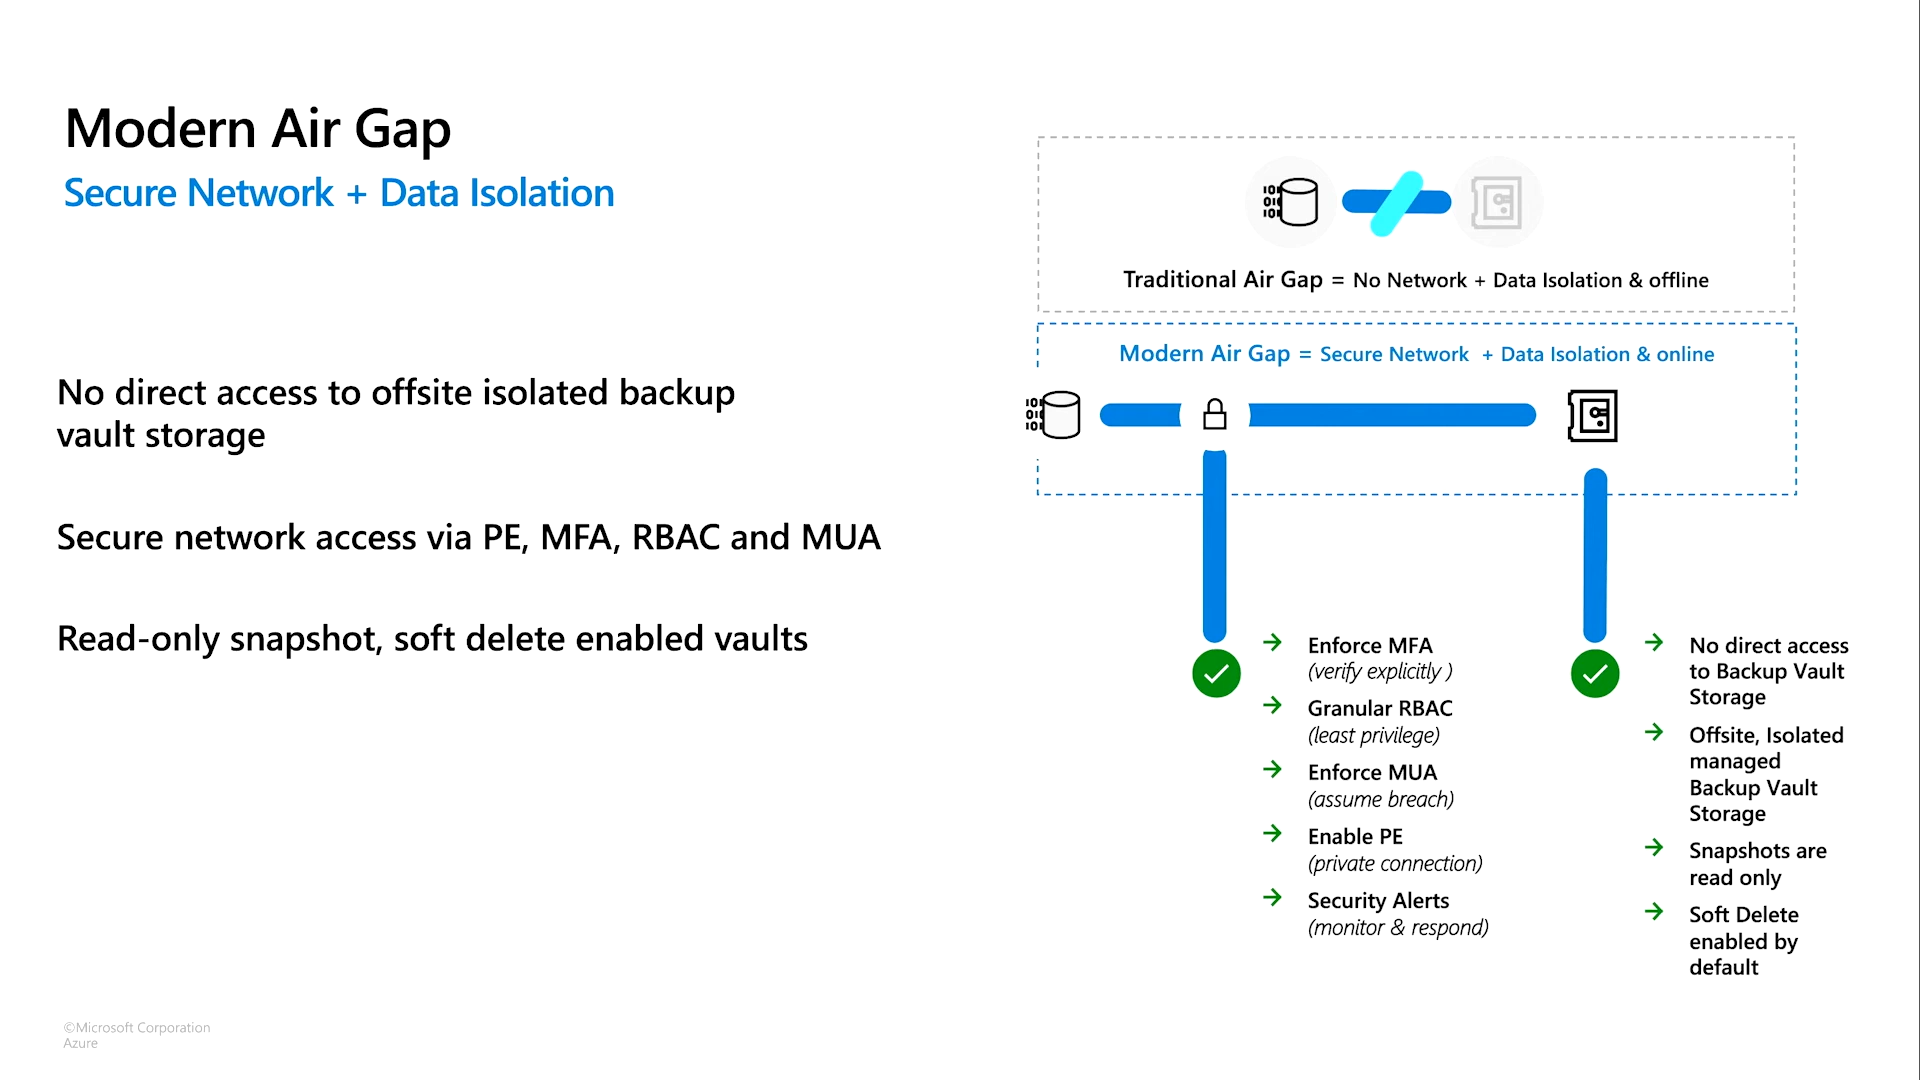 Modern Air Gap
Secure Network + Data Isolation
No direct access to offsite isolated backup
vault storage
Secure network access via PE, MFA, RBAC and MUA
Read-only snapshot, soft delete enabled vaults
Traditional Air Gap = No Network + Data Isolation & offline
Modern Air Gap = Secure Network + Data Isolation & online
Enforce MFA
(verify explicitly )
Granular RBAC
(least privilege)
Enforce MUA
(assume breach)
Enable PE
(private connection)
Security Alerts
(monitor & respond)
No direct access
to Backup Vault
Storage
Offsite, Isolated
managed
Backup Vault
Storage
Snapshots are
read only
Soft Delete
enabled by
default
©Microsoft Corporation
Azure